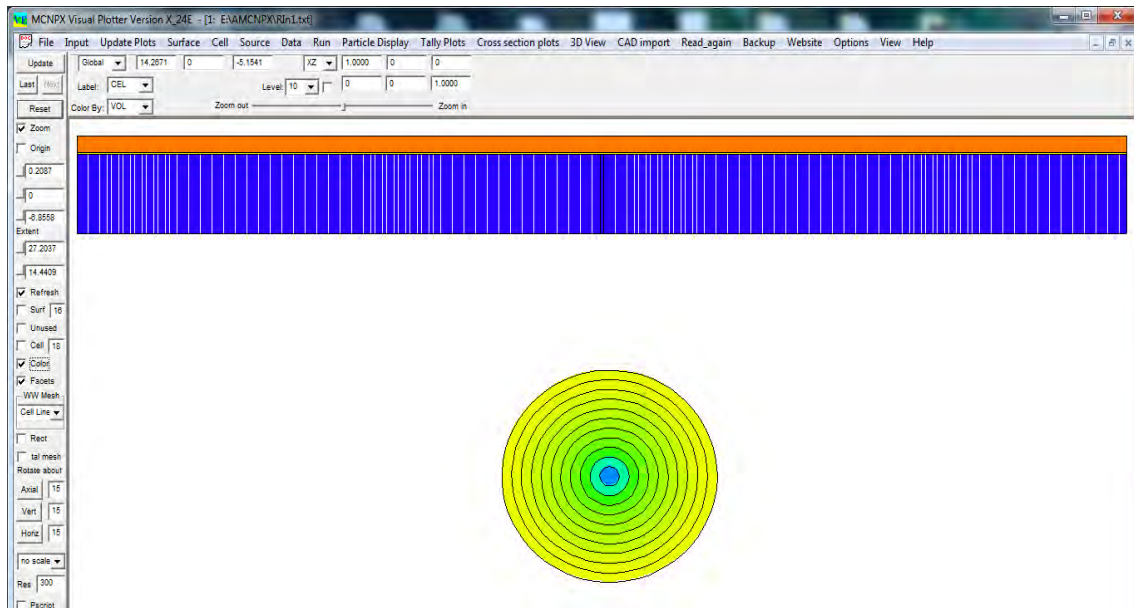 MCNPX Visual Plotter Version X_24E - [1: E:\AMCNPX\RIn1.txt]
File Input Update Plots Surface Cell Source Data Run Particle Display Tally Plots Cross section plots 3D View CAD import Read_again Backup Website Options View Help
Update Global 14.2671 0 -5.1541 XZ 1.0000 0 0
Last Label: CEL Level: 10 0 0 1.0000
Reset Color By: VOL Zoom out Zoom in
Zoom
Origin
0.2087
0
-6.8558
Extent
27.2037
14.4409
Refresh
Surf 16
Unused
Cell 18
Color
Facets
WW Mesh
Cell Line
Rect
tal mesh
Rotate about
Axial 15
Vert 15
Horiz 15
no scale
Res 300
Pscript